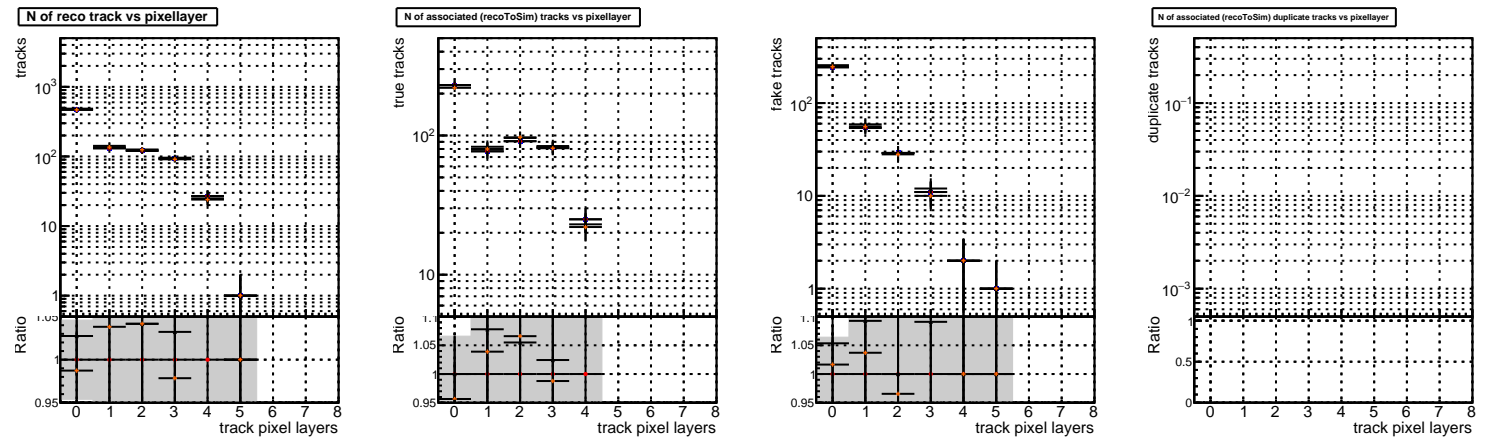 N of reco track vs pixellayer
tracks
10³
10²
10
1
Ratio
1.05
1
0.95
0 1 2 3 4 5 6 7 8
track pixel layers
N of associated (recoToSim) tracks vs pixellayer
true tracks
10²
10
Ratio
1.1
1.05
1
0.95
0 1 2 3 4 5 6 7 8
track pixel layers
fake tracks
10²
10
1
Ratio
1.1
1.05
1
0.95
0 1 2 3 4 5 6 7 8
track pixel layers
N of associated (recoToSim) duplicate tracks vs pixellayer
duplicate tracks
10⁻¹
10⁻²
10⁻³
Ratio
1
0.5
0
0 1 2 3 4 5 6 7 8
track pixel layers